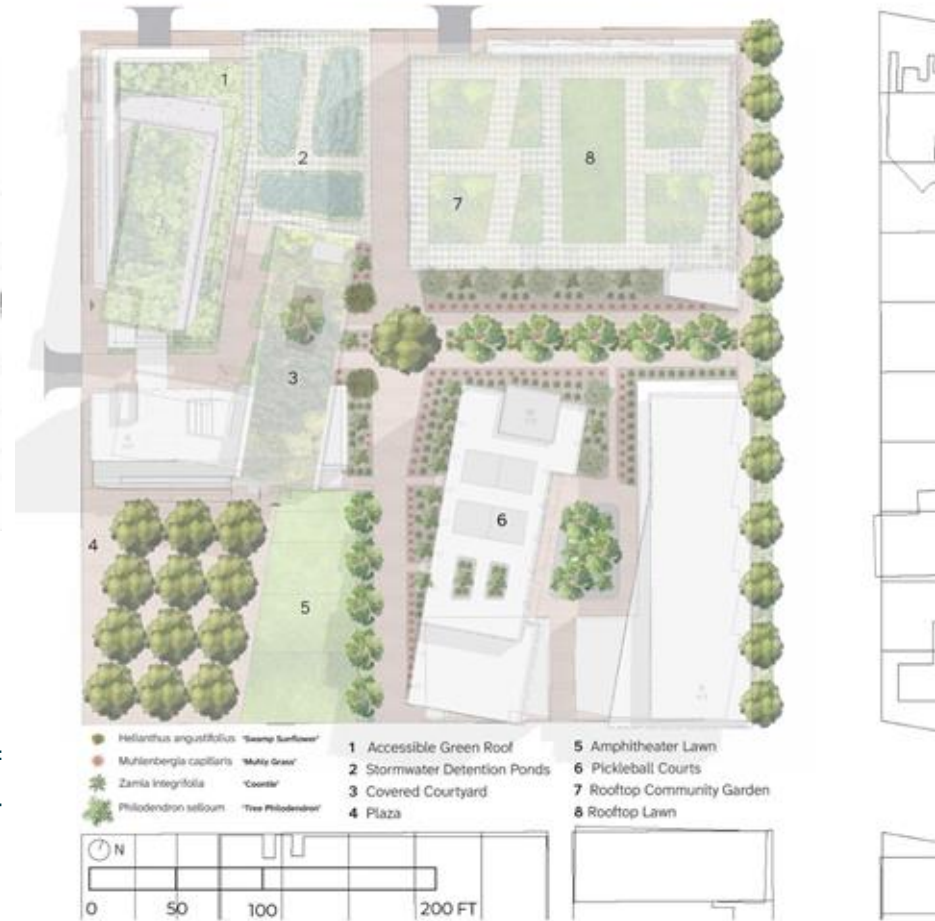 1
2
8
7
3
6
4
5
Helianthus angustifolius "Swamp Sunflower"
Muhlenbergia capillaris "Muhly Grass"
Zamia Integrifolia "Coontie"
Philodendron selloum "Tree Philodendron"
1 Accessible Green Roof
2 Stormwater Detention Ponds
3 Covered Courtyard
4 Plaza
5 Amphitheater Lawn
6 Pickleball Courts
7 Rooftop Community Garden
8 Rooftop Lawn
N
0 50 100 200 FT